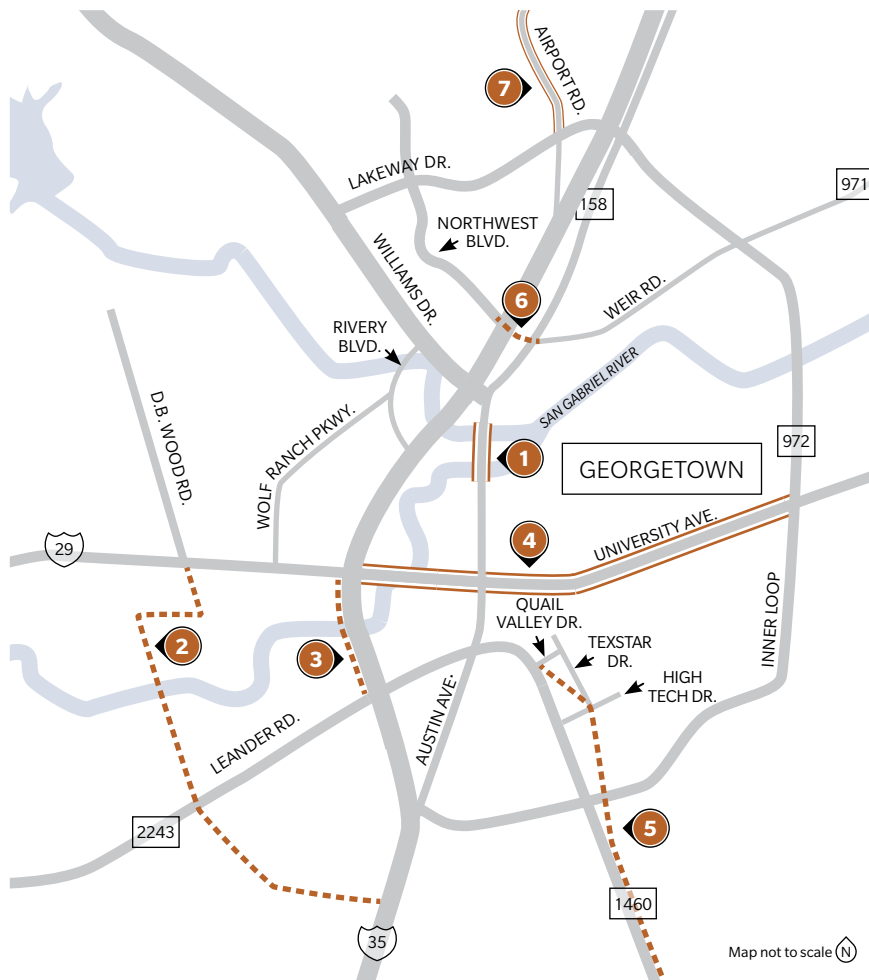 AIRPORT RD.
7
LAKEWAY DR.
971
158
NORTHWEST
BLVD.
WILLIAMS DR.
6
WEIR RD.
RIVERY
BLVD.
SAN GABRIEL RIVER
D.B. WOOD RD.
WOLF RANCH PKWY.
1
972
GEORGETOWN
29
4
UNIVERSITY AVE.
QUAIL
VALLEY DR.
TEXSTAR
DR.
INNER LOOP
2
3
HIGH
TECH DR.
LEANDER RD.
AUSTIN AVE.
2243
5
1460
35
Map not to scale N